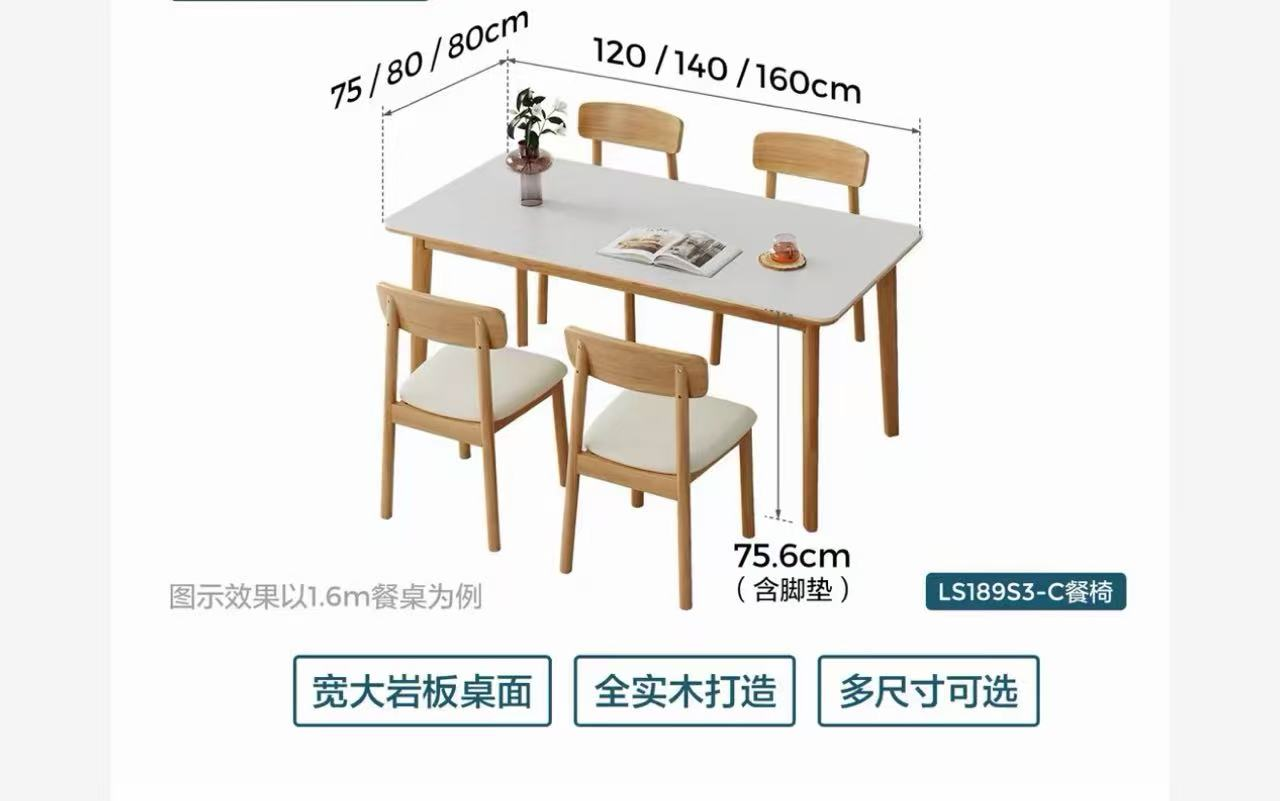 75 / 80 / 80cm
120 / 140 / 160cm
75.6cm
（含脚垫）
图示效果以1.6m餐桌为例
LS189S3-C餐椅
宽大岩板桌面
全实木打造
多尺寸可选